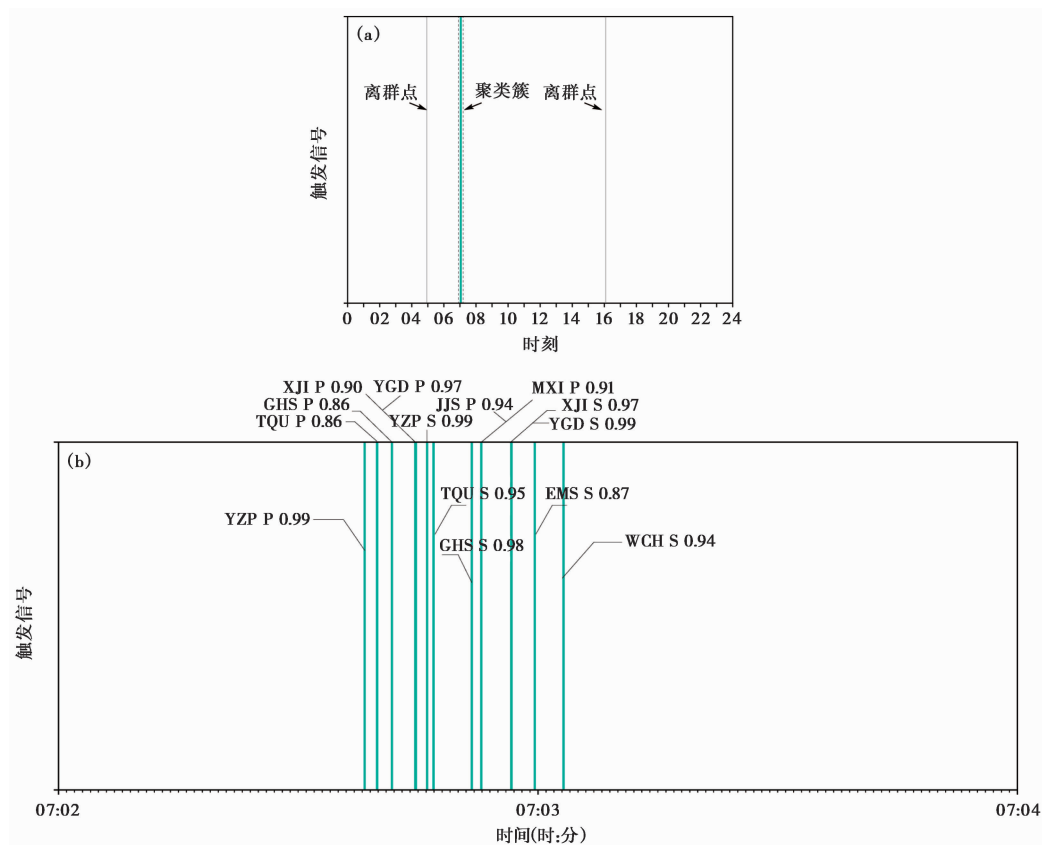 (a)
离群点
聚类簇
离群点
触发信号
0 02 04 06 08 10 12 14 16 18 20 22 24
时刻
XJI P 0.90 YGD P 0.97 MXI P 0.91
GHS P 0.86 JJS P 0.94 XJI S 0.97
TQU P 0.86 YZP S 0.99 YGD S 0.99
(b)
TQU S 0.95 EMS S 0.87
YZP P 0.99
GHS S 0.98 WCH S 0.94
触发信号
07:02 07:03 07:04
时间(时:分)